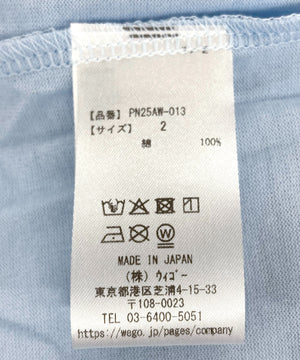 【品番】 PN25AW-013
【サイズ】 2
綿 100%
MADE IN JAPAN
(株) ウィゴー
東京都港区芝浦4-15-33
〒108-0023
TEL 03-6400-5051
https://wego.jp/pages/company